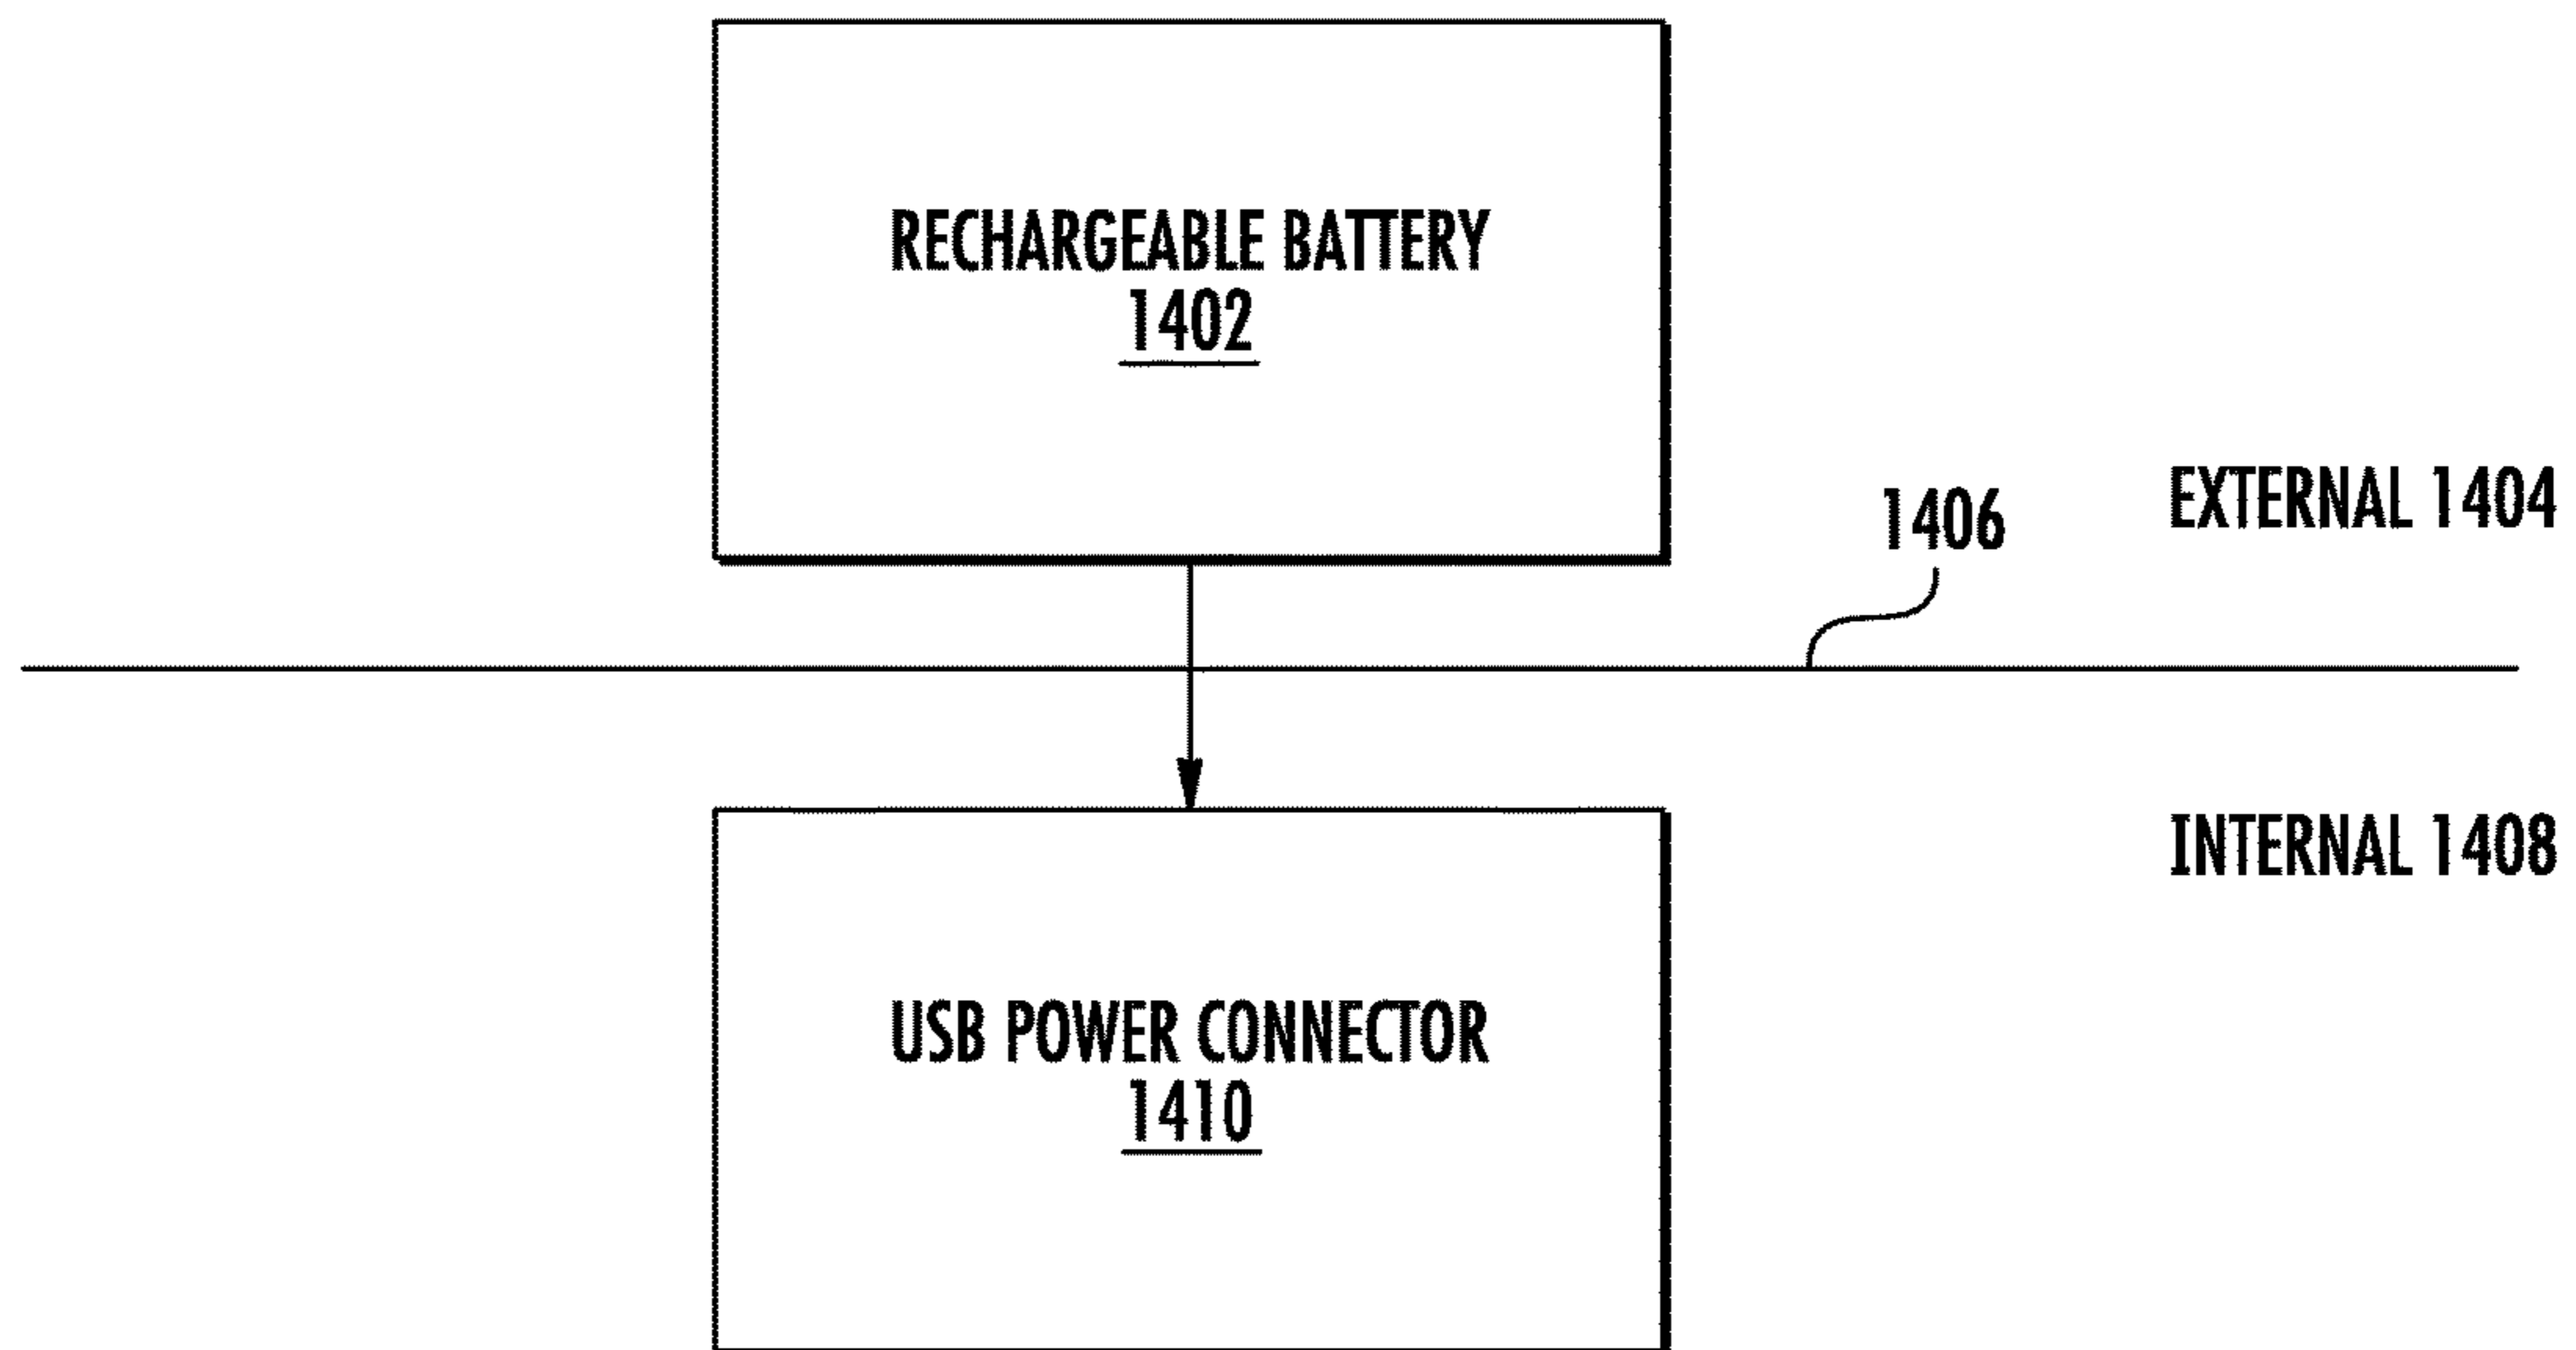 RECHARGEABLE BATTERY
1402
EXTERNAL 1404
1406
INTERNAL 1408
USB POWER CONNECTOR
1410